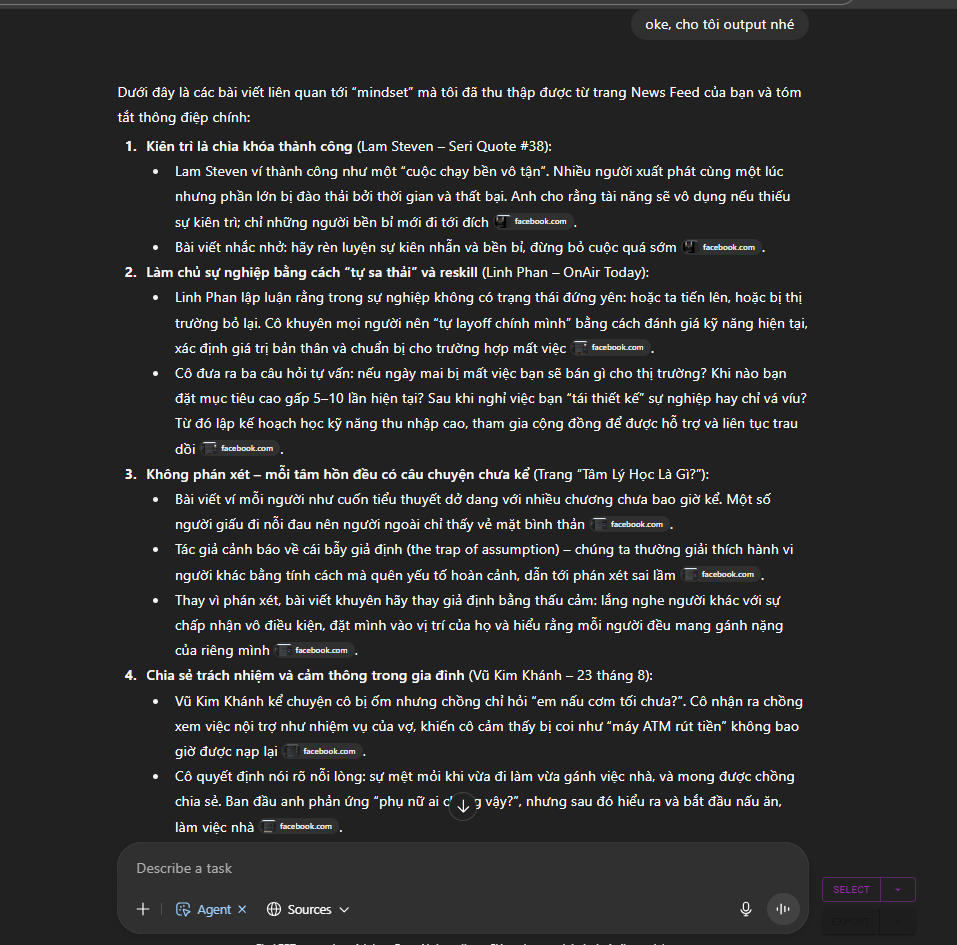 oke, cho tôi output nhé
Dưới đây là các bài viết liên quan tới “mindset” mà tôi đã thu thập được từ trang News Feed của bạn và tóm
tắt thông điệp chính:
1. Kiên trì là chìa khóa thành công (Lam Steven – Seri Quote #38):
• Lam Steven ví thành công như một “cuộc chạy bền vô tận”. Nhiều người xuất phát cùng một lúc
nhưng phần lớn bị đào thải bởi thời gian và thất bại. Anh cho rằng tài năng sẽ vô dụng nếu thiếu
sự kiên trì; chỉ những người bền bỉ mới đi tới đích facebook.com .
• Bài viết nhắc nhở: hãy rèn luyện sự kiên nhẫn và bền bỉ, đừng bỏ cuộc quá sớm facebook.com .
2. Làm chủ sự nghiệp bằng cách “tự sa thải” và reskill (Linh Phan – OnAir Today):
• Linh Phan lập luận rằng trong sự nghiệp không có trạng thái đứng yên: hoặc ta tiến lên, hoặc bị thị
trường bỏ lại. Cô khuyên mọi người nên “tự layoff chính mình” bằng cách đánh giá kỹ năng hiện tại,
xác định giá trị bản thân và chuẩn bị cho trường hợp mất việc facebook.com .
• Cô đưa ra ba câu hỏi tự vấn: nếu ngày mai bị mất việc bạn sẽ bán gì cho thị trường? Khi nào bạn
đặt mục tiêu cao gấp 5–10 lần hiện tại? Sau khi nghỉ việc bạn “tái thiết kế” sự nghiệp hay chỉ vá víu?
Từ đó lập kế hoạch học kỹ năng thu nhập cao, tham gia cộng đồng để được hỗ trợ và liên tục trau
dồi facebook.com .
3. Không phán xét – mỗi tâm hồn đều có câu chuyện chưa kể (Trang “Tâm Lý Học Là Gì?”):
• Bài viết ví mỗi người như cuốn tiểu thuyết dở dang với nhiều chương chưa bao giờ kể. Một số
người giấu đi nỗi đau nên người ngoài chỉ thấy vẻ mặt bình thản facebook.com .
• Tác giả cảnh báo về cái bẫy giả định (the trap of assumption) – chúng ta thường giải thích hành vi
người khác bằng tính cách mà quên yếu tố hoàn cảnh, dẫn tới phán xét sai lầm facebook.com .
• Thay vì phán xét, bài viết khuyên hãy thay giả định bằng thấu cảm: lắng nghe người khác với sự
chấp nhận vô điều kiện, đặt mình vào vị trí của họ và hiểu rằng mỗi người đều mang gánh nặng
của riêng mình facebook.com .
4. Chia sẻ trách nhiệm và cảm thông trong gia đình (Vũ Kim Khánh – 23 tháng 8):
• Vũ Kim Khánh kể chuyện cô bị ốm nhưng chồng chỉ hỏi “em nấu cơm tối chưa?”. Cô nhận ra chồng
xem việc nội trợ như nhiệm vụ của vợ, khiến cô cảm thấy bị coi như “máy ATM rút tiền” không bao
giờ được nạp lại facebook.com .
• Cô quyết định nói rõ nỗi lòng: sự mệt mỏi khi vừa đi làm vừa gánh việc nhà, và mong được chồng
chia sẻ. Ban đầu anh phản ứng “phụ nữ ai vậy?”, nhưng sau đó hiểu ra và bắt đầu nấu ăn,
làm việc nhà facebook.com .
Describe a task
Agent × Sources
SELECT
EXPORT